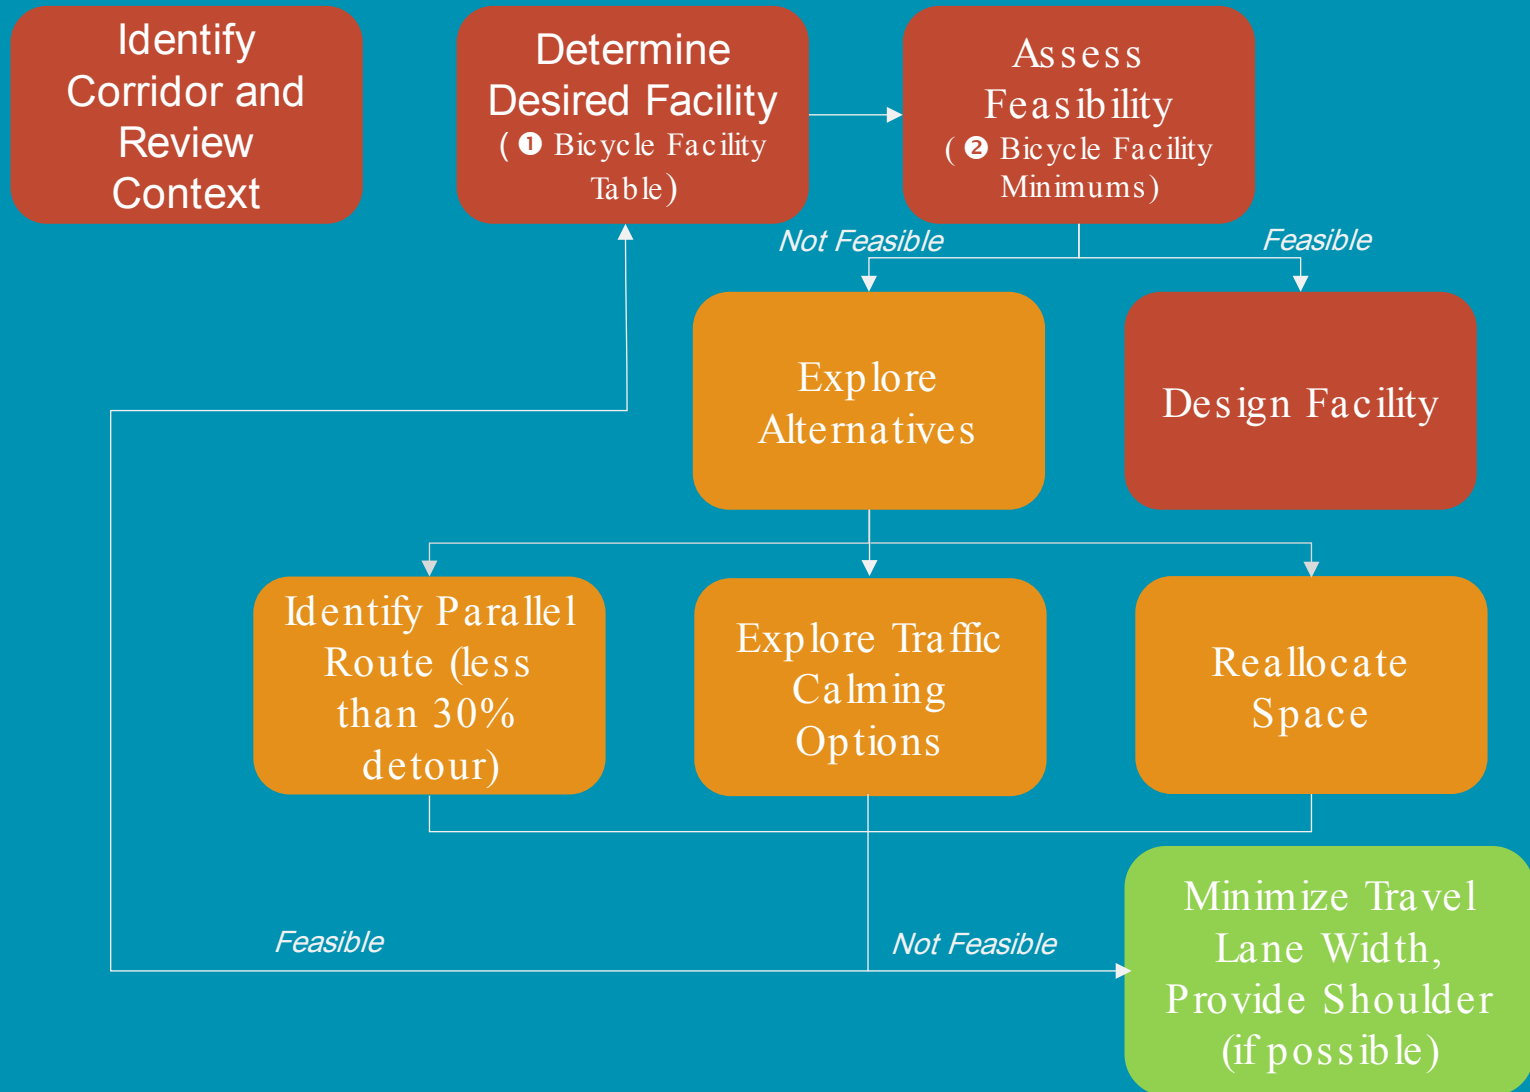 Identify
Corridor and
Review
Context
Determine
Desired Facility
( ❶ Bicycle Facility
Table)
Assess
Feasibility
( ❷ Bicycle Facility
Minimums)
Not Feasible
Feasible
Explore
Alternatives
Design Facility
Identify Parallel
Route (less
than 30%
detour)
Explore Traffic
Calming
Options
Reallocate
Space
Feasible
Not Feasible
Minimize Travel
Lane Width,
Provide Shoulder
(if possible)